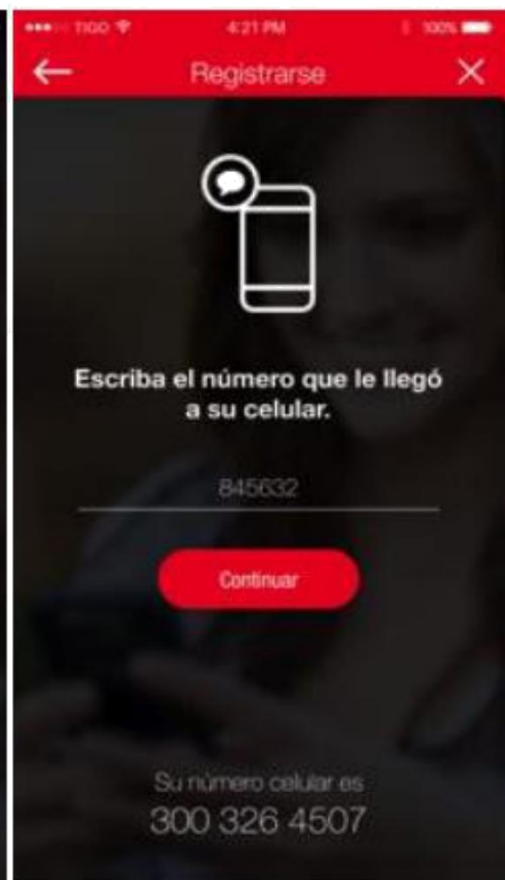 TIGO 4:21 PM 100%
Registrarse
Escriba el número que le llegó
a su celular.
845632
Continuar
Su número celular es
300 326 4507